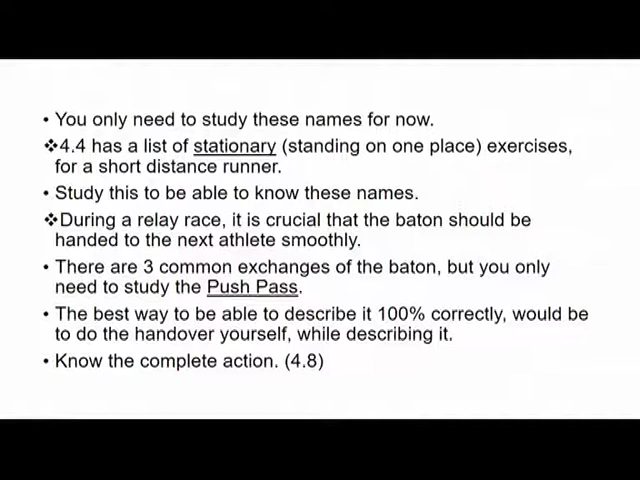 • You only need to study these names for now.
❖4.4 has a list of stationary (standing on one place) exercises,
for a short distance runner.
• Study this to be able to know these names.
❖During a relay race, it is crucial that the baton should be
handed to the next athlete smoothly.
• There are 3 common exchanges of the baton, but you only
need to study the Push Pass.
• The best way to be able to describe it 100% correctly, would be
to do the handover yourself, while describing it.
• Know the complete action. (4.8)